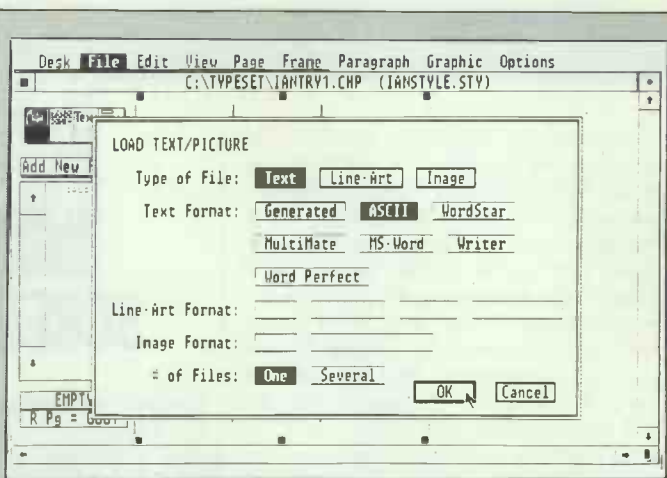 Desk File Edit View Page Frame Paragraph Graphic Options
C:\TYPESET\IANTRY1.CHP (IANSTYLE.STY)
Add New
LOAD TEXT/PICTURE
Type of File: Text Line-Art Image
Text Format: Generated ASCII WordStar
MultiMate MS-Word Writer
Word Perfect
Line-Art Format:
Image Format:
# of Files: One Several
OK Cancel
EMPTY
R Pg =